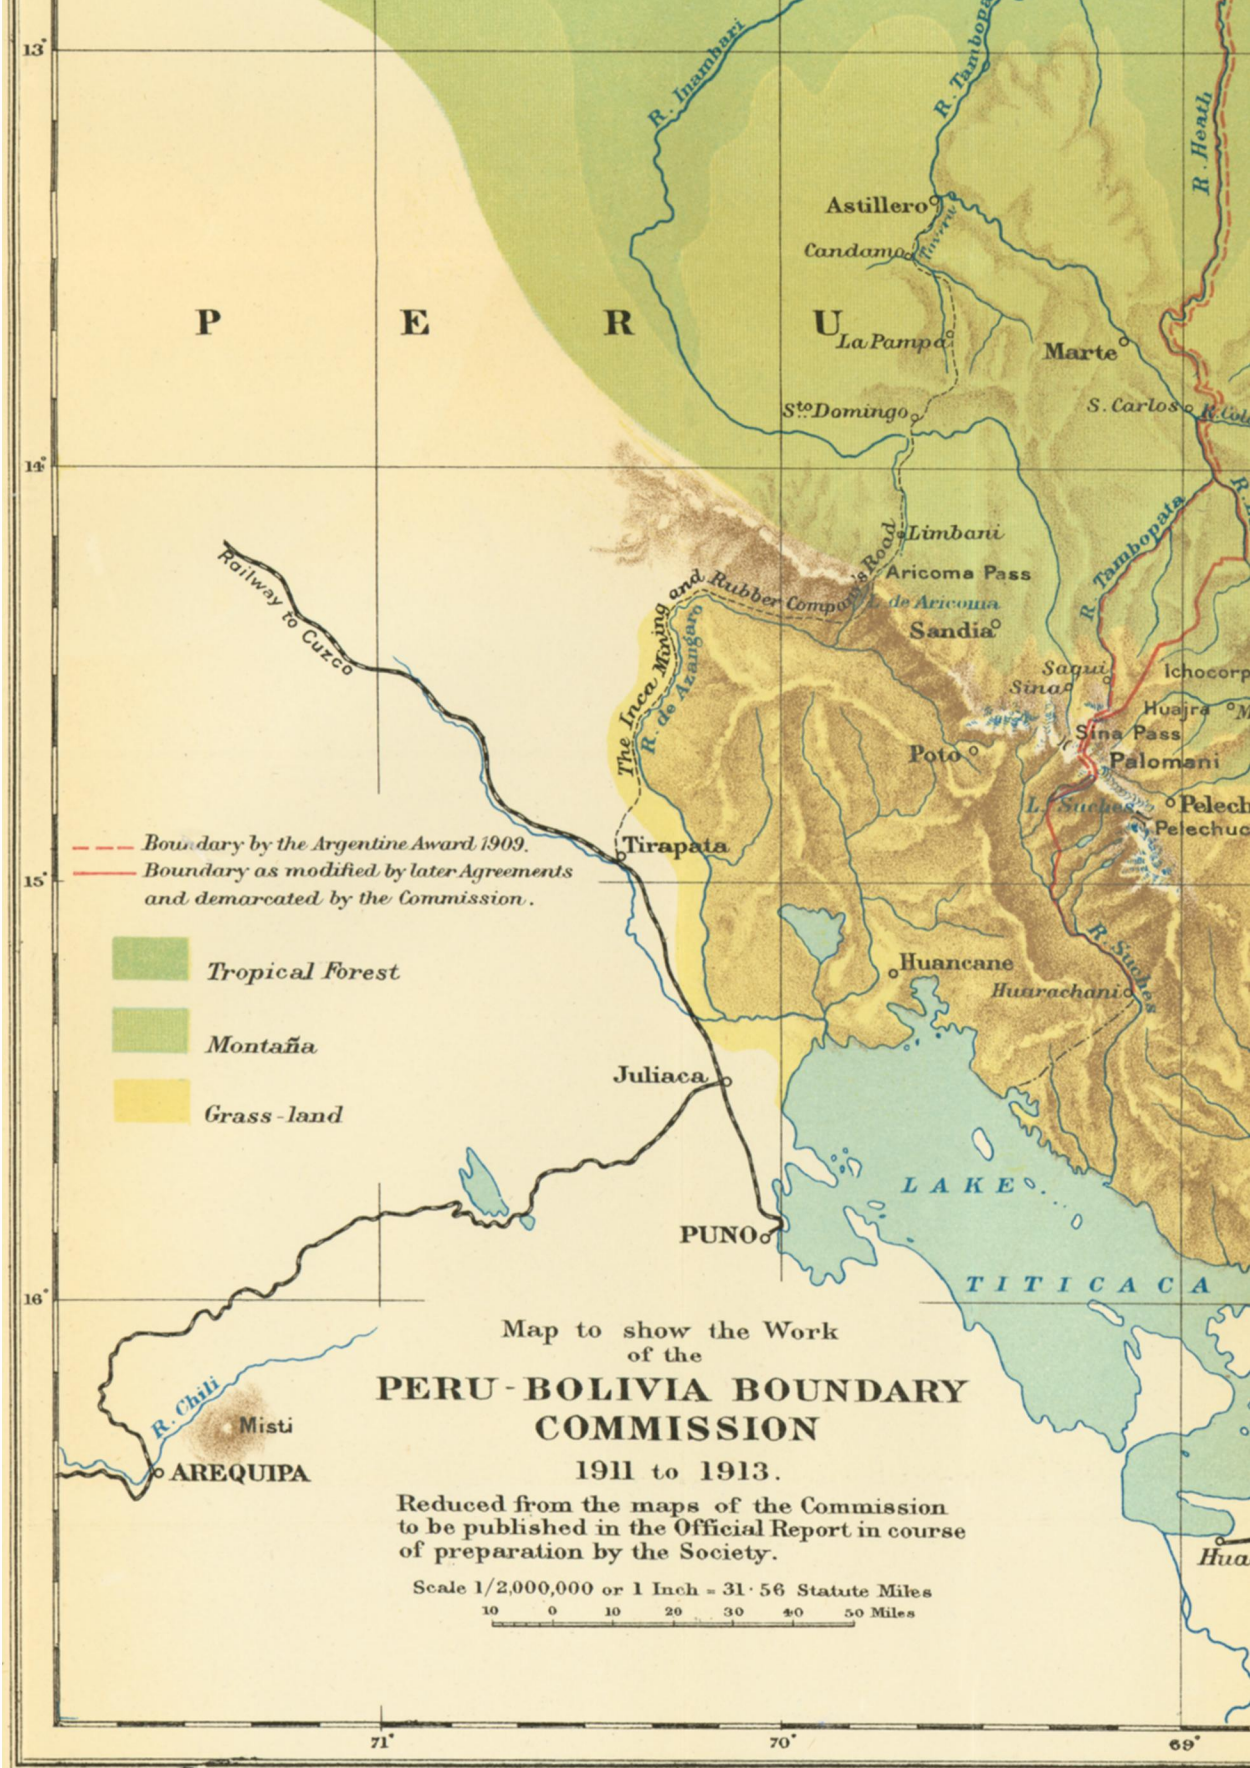 13°
R. Inambari
R. Tambopa
R. Heath
Astillero
Candamo
Tavera
P E R U
La Pampa
Marte
Sto. Domingo
S. Carlos
R. Col
14°
R. Tambopata
Limbani
Aricoma Pass
L. de Aricoma
Sandia
Railway to Cuzco
The Inca Mining and Rubber Company's Road
R. de Azangaro
Saqui
Sina
Ichocorp
Huajra
M
Sina Pass
Poto
Palomani
L. Suches
Pelech
Pelechuc
Tirapata
Boundary by the Argentine Award 1909.
Boundary as modified by later Agreements
and demarcated by the Commission.
15°
R. Suches
Huancane
Huarachani
Tropical Forest
Montaña
Grass-land
Juliaca
LAKE
PUNO
TITICACA
16°
Map to show the Work
of the
PERU-BOLIVIA BOUNDARY
COMMISSION
1911 to 1913.
Reduced from the maps of the Commission
to be published in the Official Report in course
of preparation by the Society.
Scale 1/2,000,000 or 1 Inch = 31·56 Statute Miles
10 0 10 20 30 40 50 Miles
R. Chili
Misti
AREQUIPA
Hua
71° 70° 69°